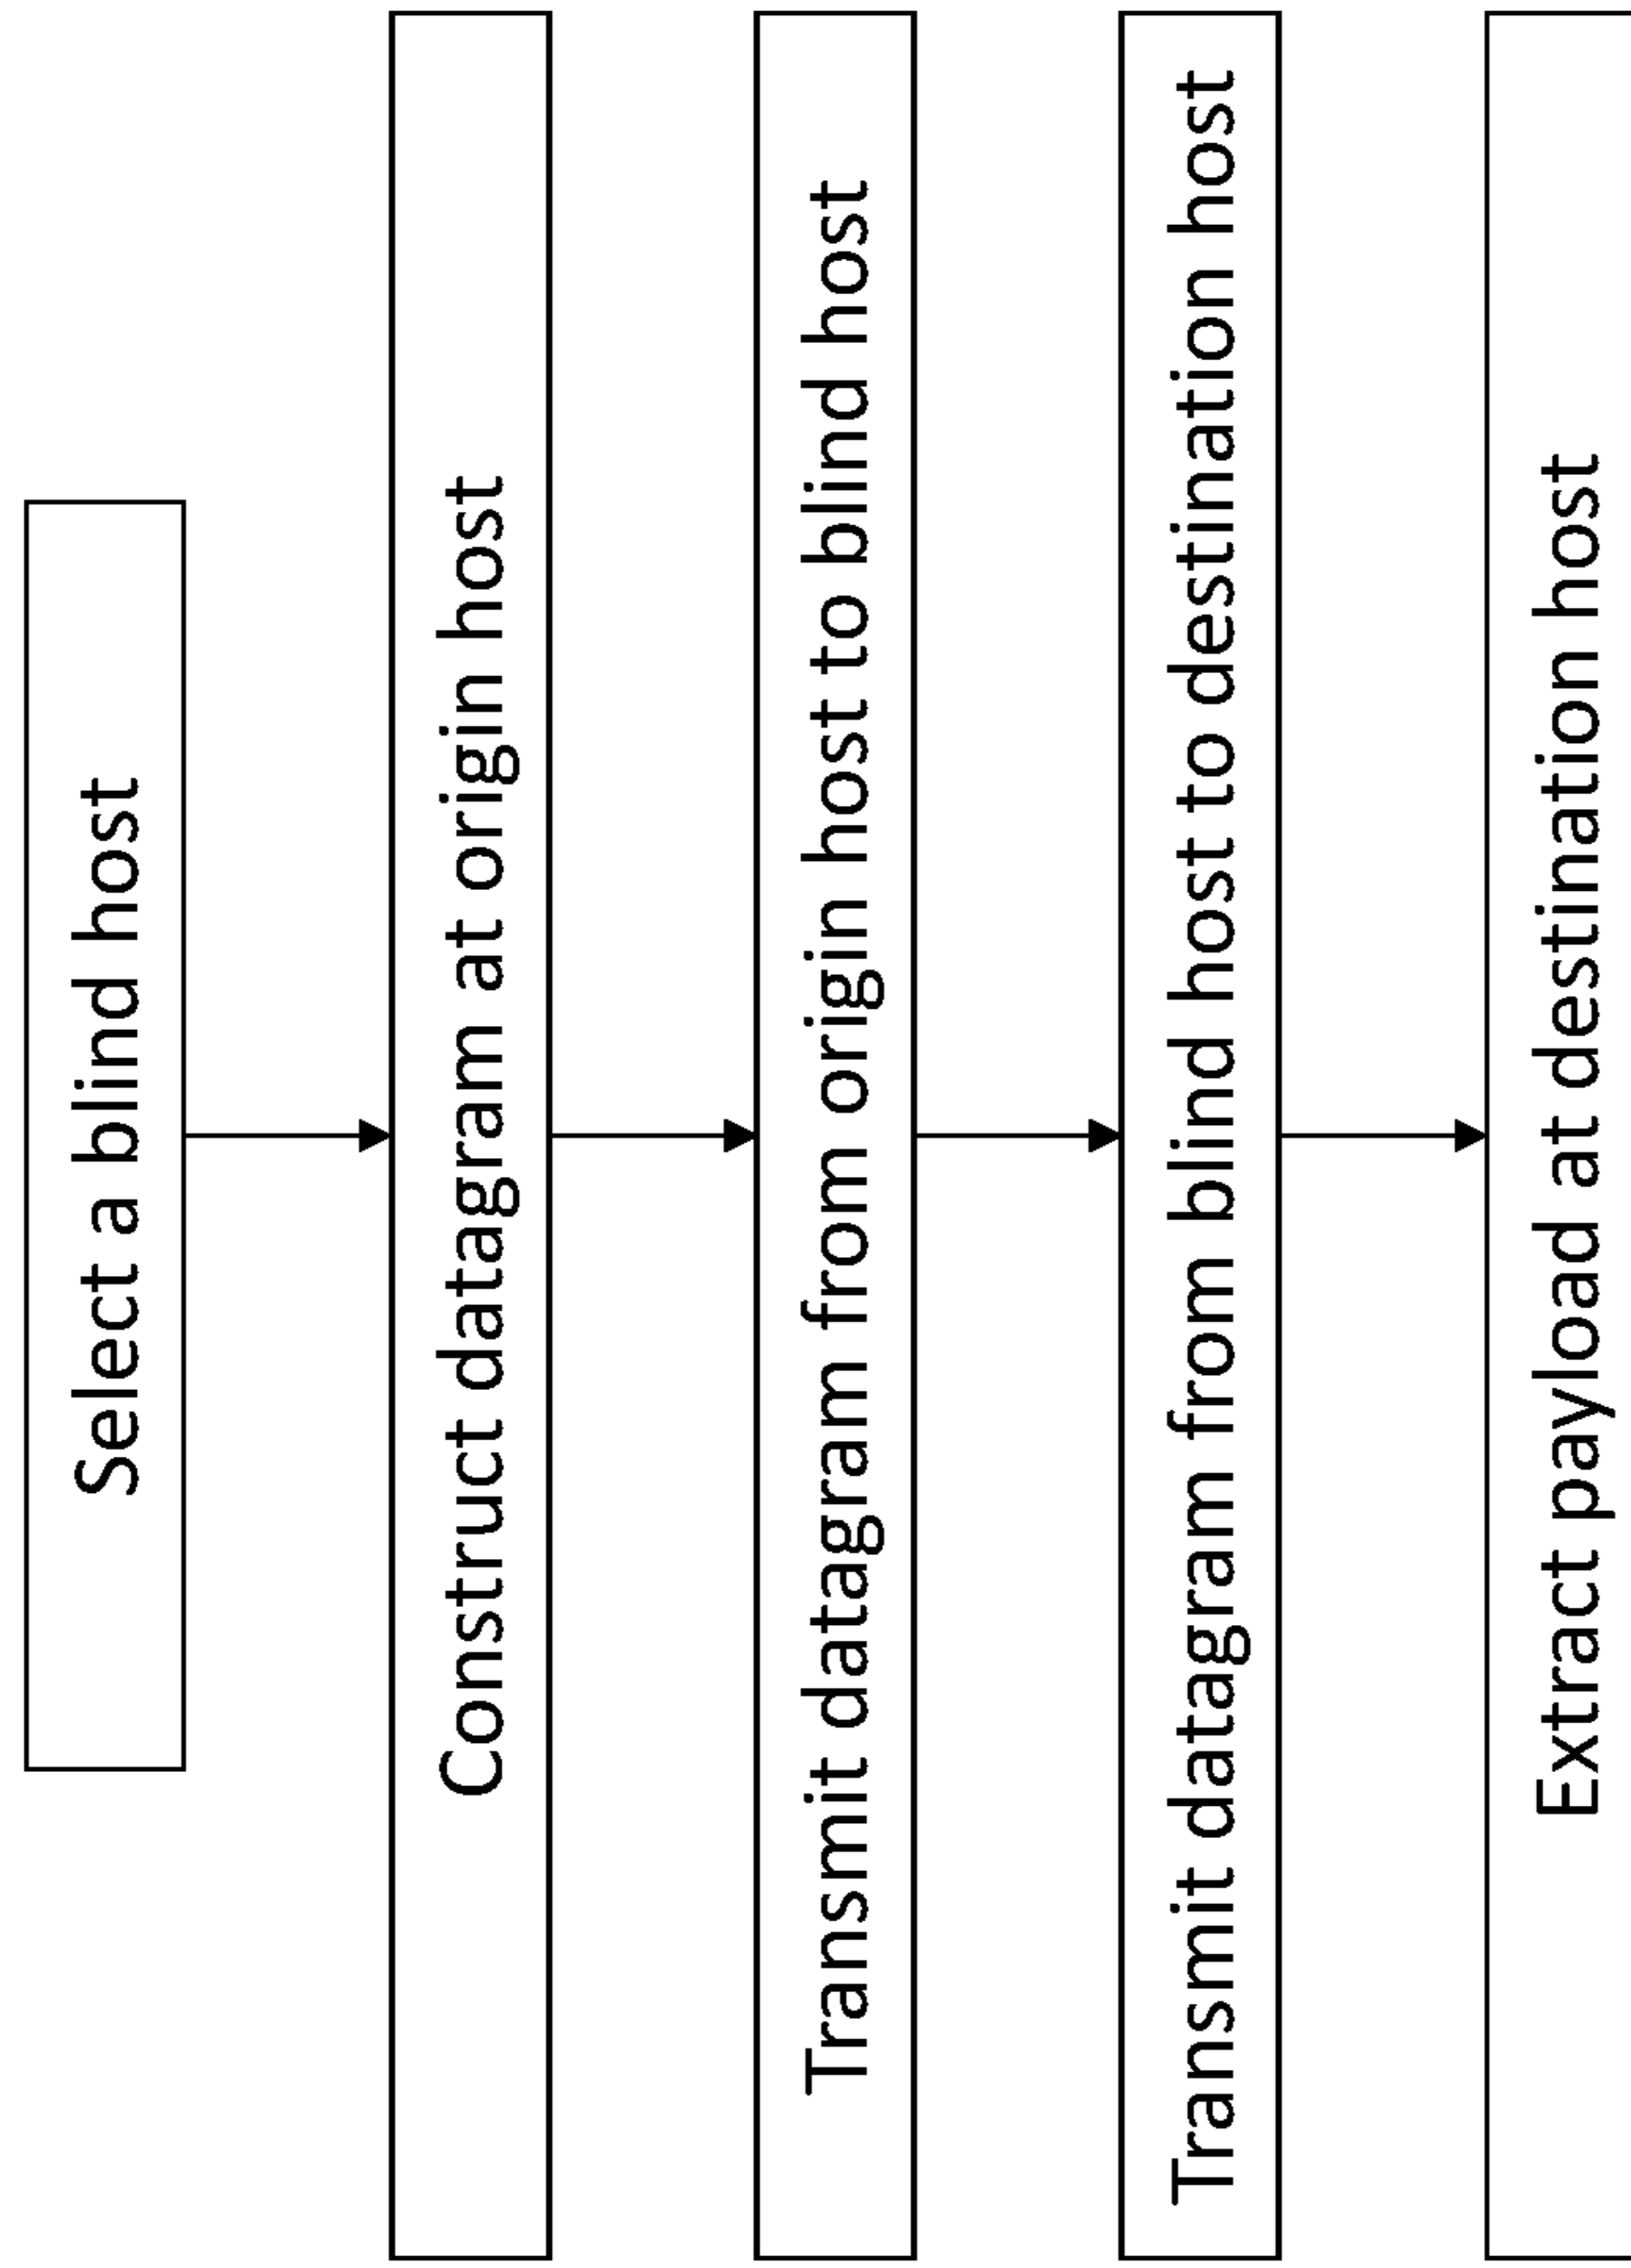 Select a blind host
Construct datagram at origin host
Transmit datagram from origin host to blind host
Transmit datagram from blind host to destination host
Extract payload at destination host